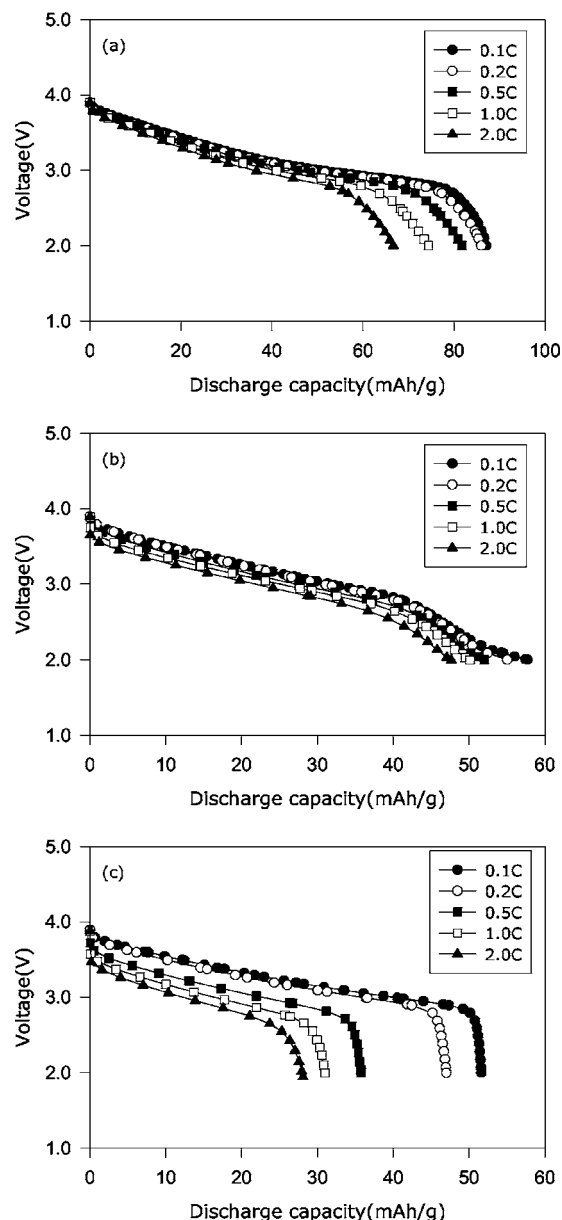 (a)
0.1C
0.2C
0.5C
1.0C
2.0C
5.0
4.0
3.0
2.0
1.0
Voltage(V)
0 20 40 60 80 100
Discharge capacity(mAh/g)
(b)
0.1C
0.2C
0.5C
1.0C
2.0C
5.0
4.0
3.0
2.0
1.0
Voltage(V)
0 10 20 30 40 50 60
Discharge capacity(mAh/g)
(c)
0.1C
0.2C
0.5C
1.0C
2.0C
5.0
4.0
3.0
2.0
1.0
Voltage(V)
0 10 20 30 40 50 60
Discharge capacity(mAh/g)